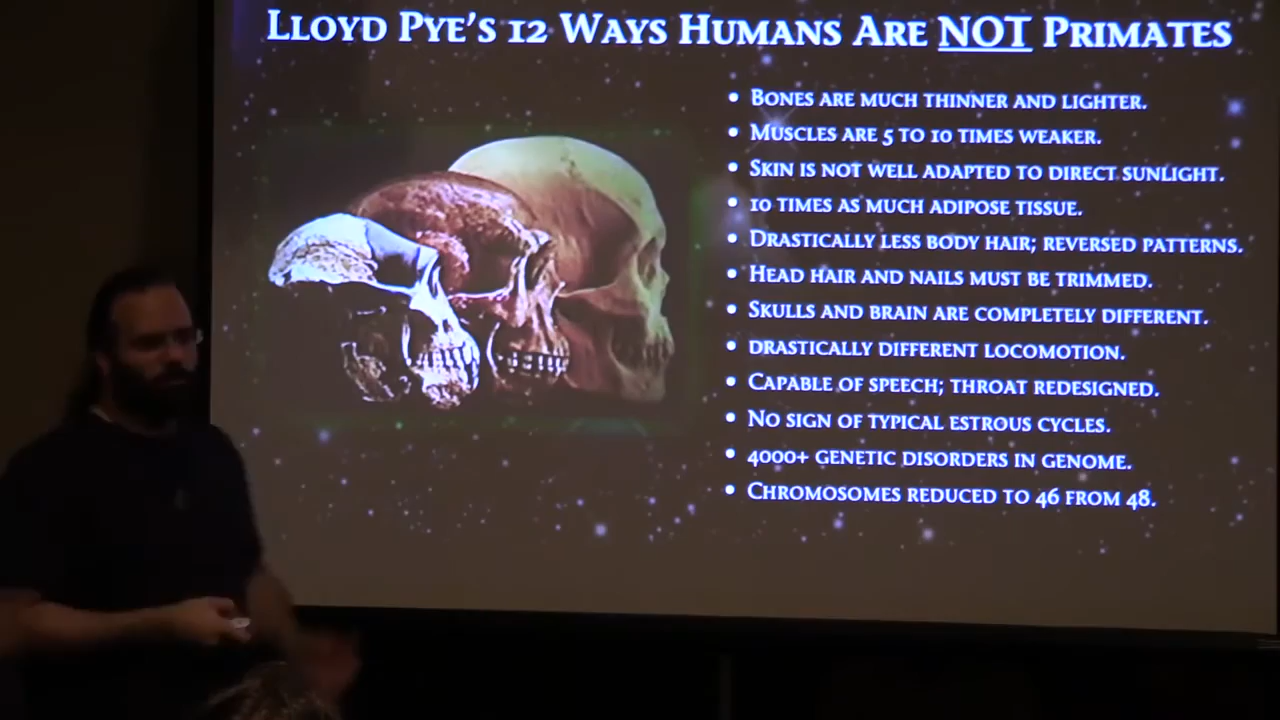 Lloyd Pye's 12 Ways Humans Are NOT Primates
• Bones are much thinner and lighter.
• Muscles are 5 to 10 times weaker.
• Skin is not well adapted to direct sunlight.
• 10 times as much adipose tissue.
• Drastically less body hair; reversed patterns.
• Head hair and nails must be trimmed.
• Skulls and brain are completely different.
• drastically different locomotion.
• Capable of speech; throat redesigned.
• No sign of typical estrous cycles.
• 4000+ genetic disorders in genome.
• Chromosomes reduced to 46 from 48.